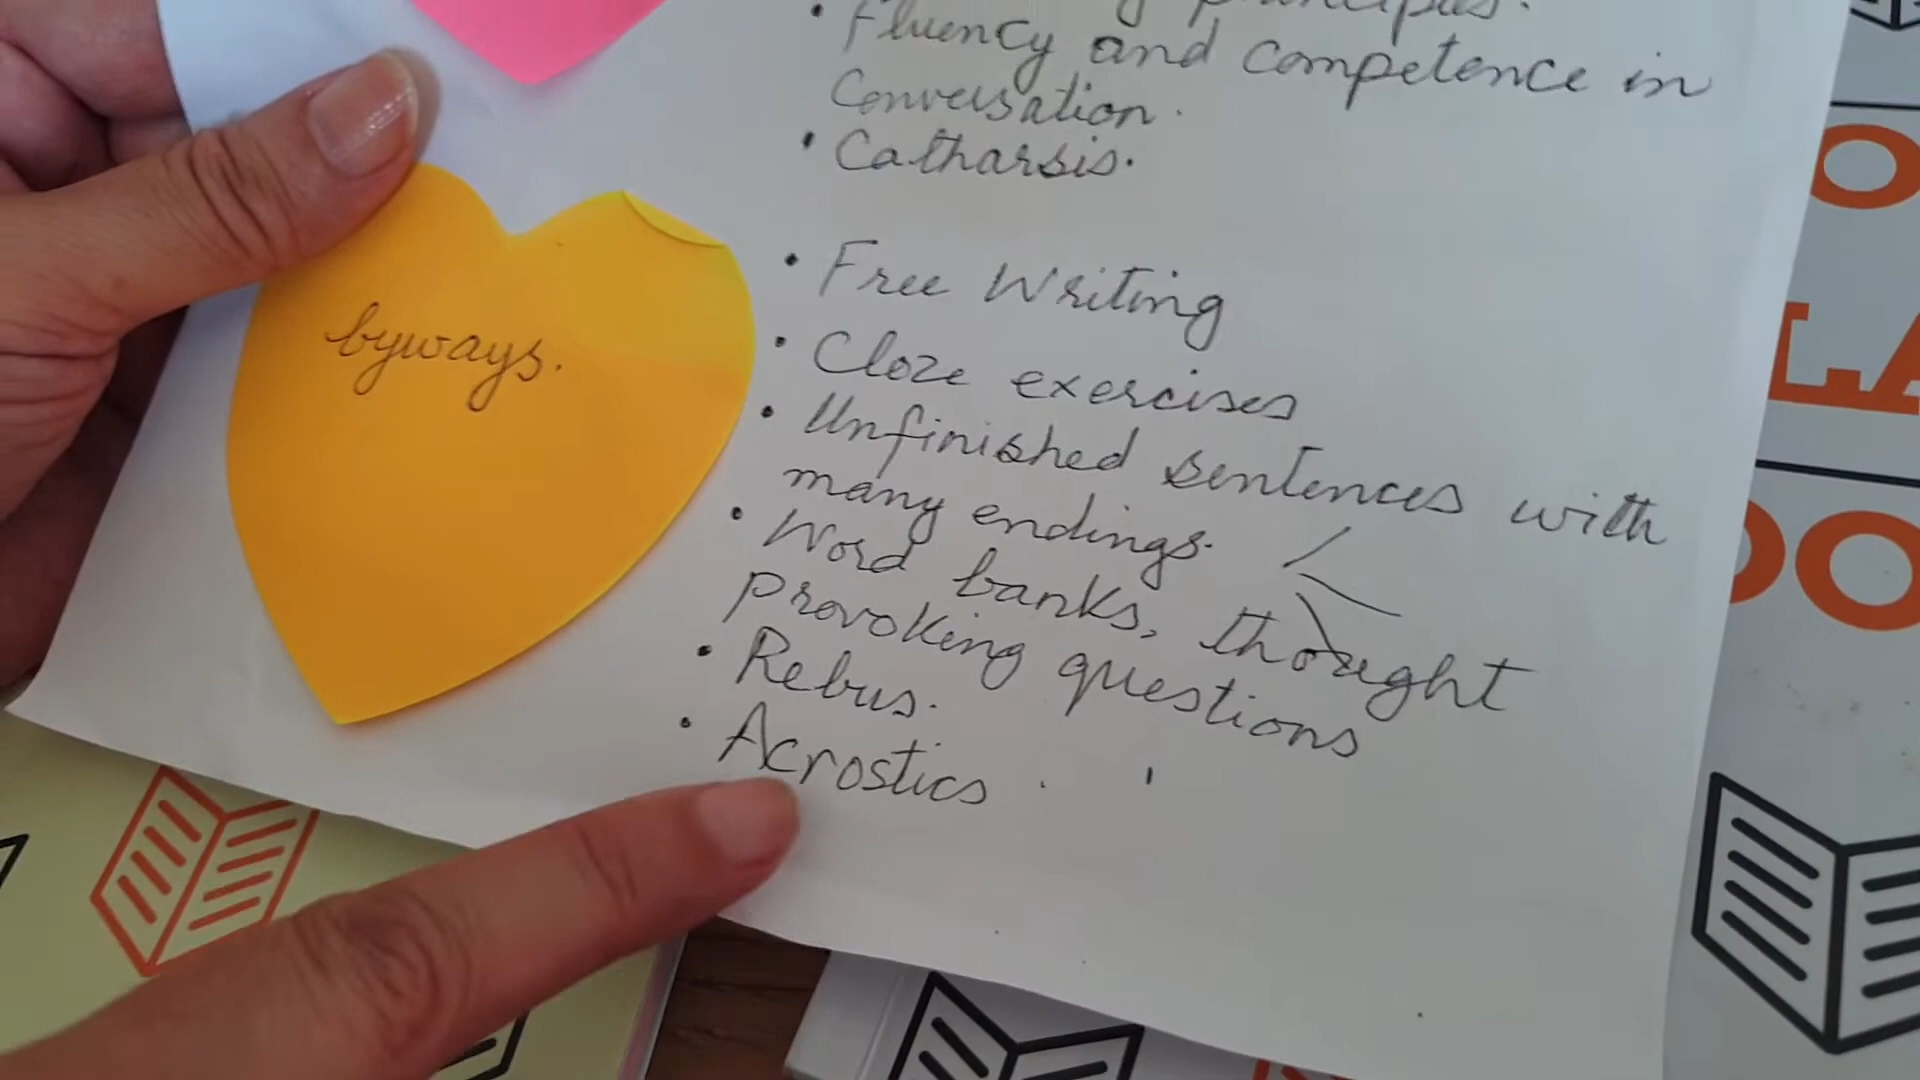 • Fluency and competence in
Conversation.
• Catharsis.
byways.
• Free Writing
• Cloze exercises
• Unfinished sentences with
many endings.
• Word banks, thought
provoking questions
• Rebus.
• Acrostics